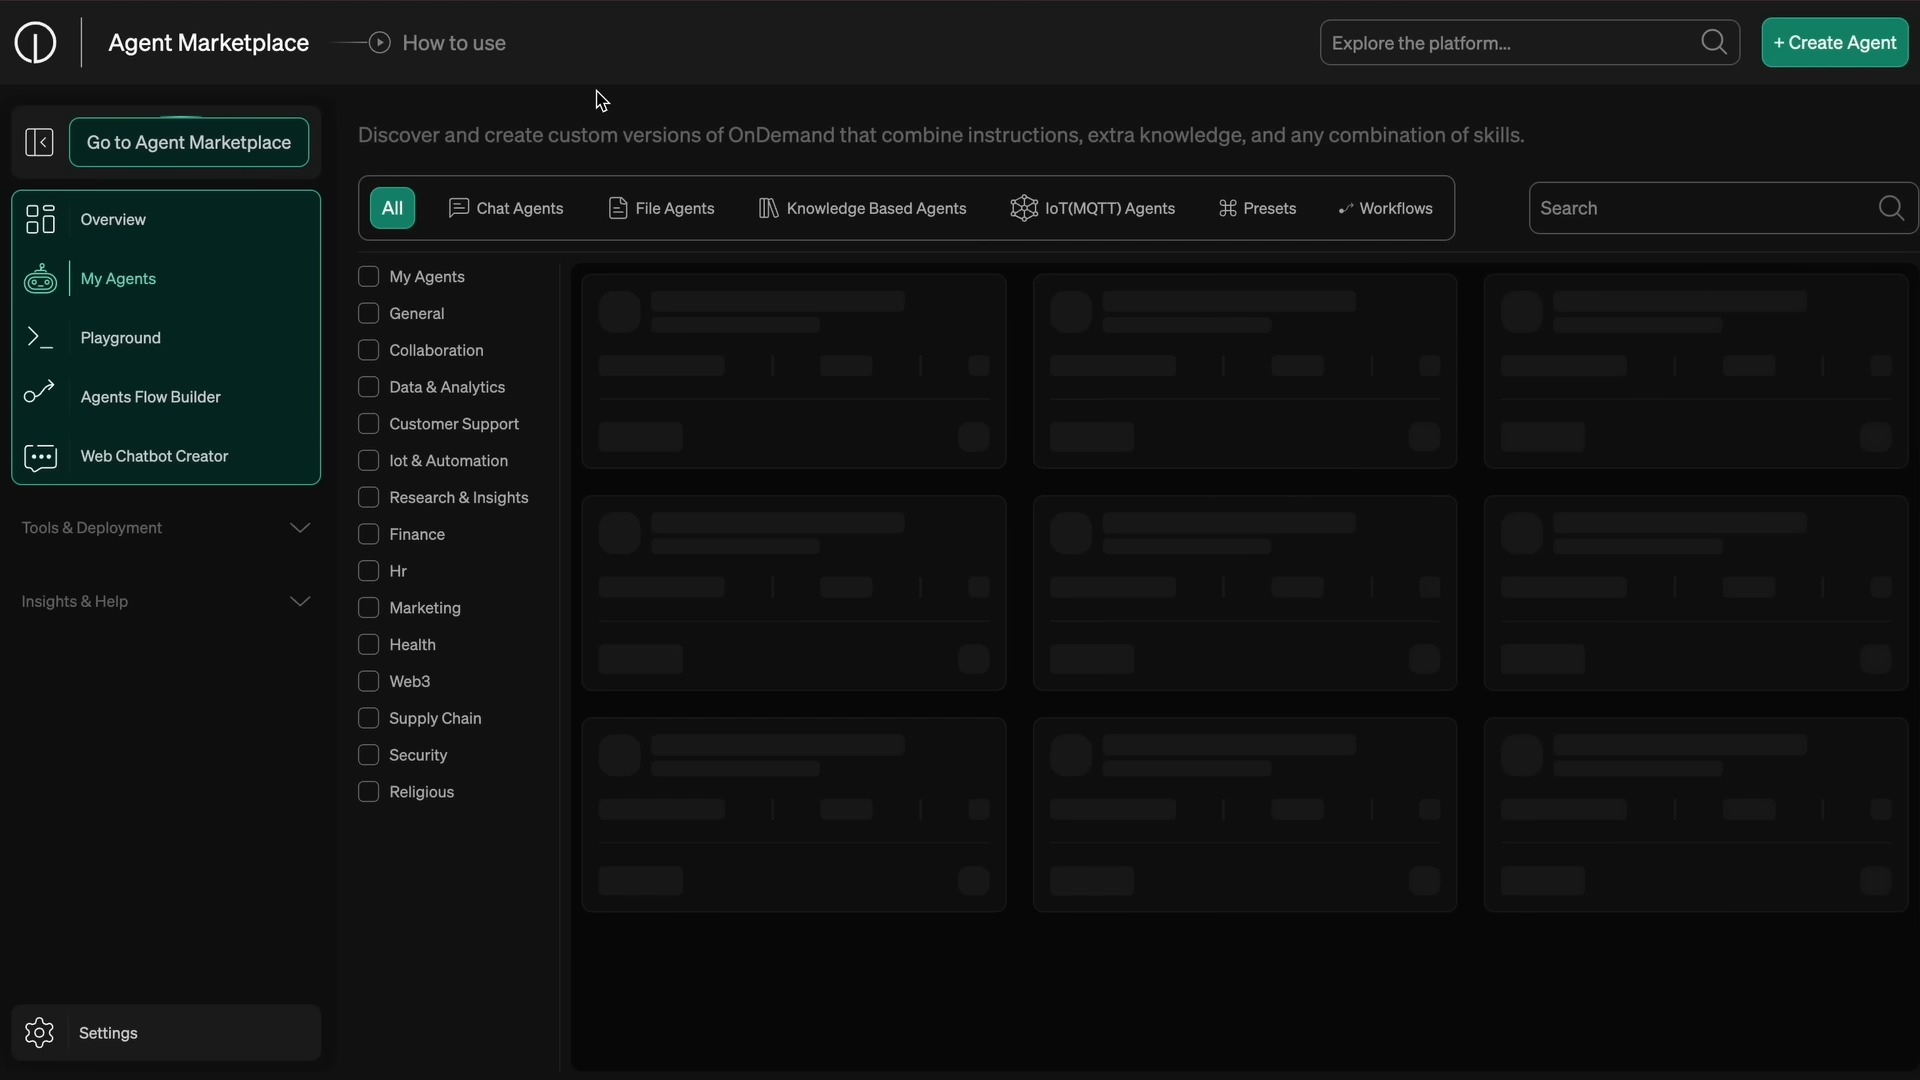 Agent Marketplace
How to use
Explore the platform...
+ Create Agent
Go to Agent Marketplace
Overview
My Agents
Playground
Agents Flow Builder
Web Chatbot Creator
Tools & Deployment
Insights & Help
Settings
Discover and create custom versions of OnDemand that combine instructions, extra knowledge, and any combination of skills.
All
Chat Agents
File Agents
Knowledge Based Agents
IoT(MQTT) Agents
Presets
Workflows
Search
My Agents
General
Collaboration
Data & Analytics
Customer Support
Iot & Automation
Research & Insights
Finance
Hr
Marketing
Health
Web3
Supply Chain
Security
Religious